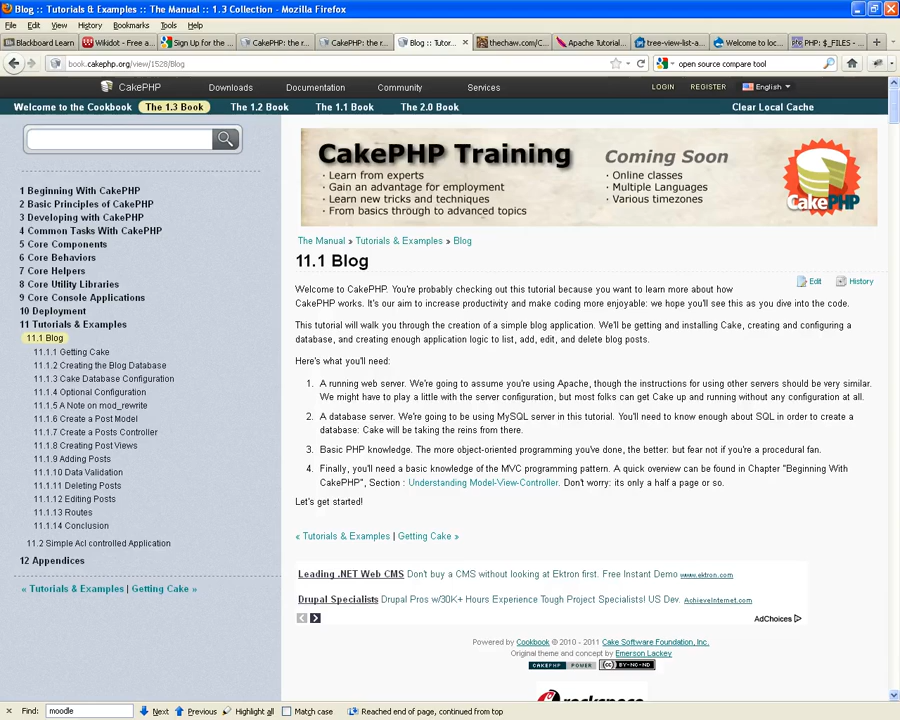 Blog :: Tutorials & Examples :: The Manual :: 1.3 Collection - Mozilla Firefox
File Edit View History Bookmarks Tools Help
Blackboard Learn Wikidot - Free a... Sign Up for the ... CakePHP: the r... CakePHP: the r... Blog :: Tutor... thechaw.com/C... Apache Tutorial... tree-view-list-a... Welcome to loc... PHP: $_FILES - ...
book.cakephp.org/view/1528/Blog
open source compare tool
CakePHP Downloads Documentation Community Services LOGIN REGISTER English
Welcome to the Cookbook The 1.3 Book The 1.2 Book The 1.1 Book The 2.0 Book Clear Local Cache
1 Beginning With CakePHP
2 Basic Principles of CakePHP
3 Developing with CakePHP
4 Common Tasks With CakePHP
5 Core Components
6 Core Behaviors
7 Core Helpers
8 Core Utility Libraries
9 Core Console Applications
10 Deployment
11 Tutorials & Examples
11.1 Blog
11.1.1 Getting Cake
11.1.2 Creating the Blog Database
11.1.3 Cake Database Configuration
11.1.4 Optional Configuration
11.1.5 A Note on mod_rewrite
11.1.6 Create a Post Model
11.1.7 Create a Posts Controller
11.1.8 Creating Post Views
11.1.9 Adding Posts
11.1.10 Data Validation
11.1.11 Deleting Posts
11.1.12 Editing Posts
11.1.13 Routes
11.1.14 Conclusion
11.2 Simple Acl controlled Application
12 Appendices
« Tutorials & Examples | Getting Cake »
CakePHP Training
· Learn from experts
· Gain an advantage for employment
· Learn new tricks and techniques
· From basics through to advanced topics
Coming Soon
· Online classes
· Multiple Languages
· Various timezones
CakePHP
The Manual » Tutorials & Examples » Blog
11.1 Blog
Edit History
Welcome to CakePHP. You're probably checking out this tutorial because you want to learn more about how
CakePHP works. It's our aim to increase productivity and make coding more enjoyable: we hope you'll see this as you dive into the code.
This tutorial will walk you through the creation of a simple blog application. We'll be getting and installing Cake, creating and configuring a
database, and creating enough application logic to list, add, edit, and delete blog posts.
Here's what you'll need:
1. A running web server. We're going to assume you're using Apache, though the instructions for using other servers should be very similar.
We might have to play a little with the server configuration, but most folks can get Cake up and running without any configuration at all.
2. A database server. We're going to be using MySQL server in this tutorial. You'll need to know enough about SQL in order to create a
database: Cake will be taking the reins from there.
3. Basic PHP knowledge. The more object-oriented programming you've done, the better: but fear not if you're a procedural fan.
4. Finally, you'll need a basic knowledge of the MVC programming pattern. A quick overview can be found in Chapter "Beginning With
CakePHP", Section : Understanding Model-View-Controller. Don't worry: its only a half a page or so.
Let's get started!
« Tutorials & Examples | Getting Cake »
Leading .NET Web CMS Don't buy a CMS without looking at Ektron first. Free Instant Demo www.ektron.com
Drupal Specialists Drupal Pros w/30K+ Hours Experience Tough Project Specialists! US Dev. AchieveInternet.com
AdChoices
Powered by Cookbook © 2010 - 2011 Cake Software Foundation, Inc.
Original theme and concept by Emerson Lackey
CAKEPHP POWER (cc) BY-NC-ND
rackspace
Find: moodle Next Previous Highlight all Match case Reached end of page, continued from top